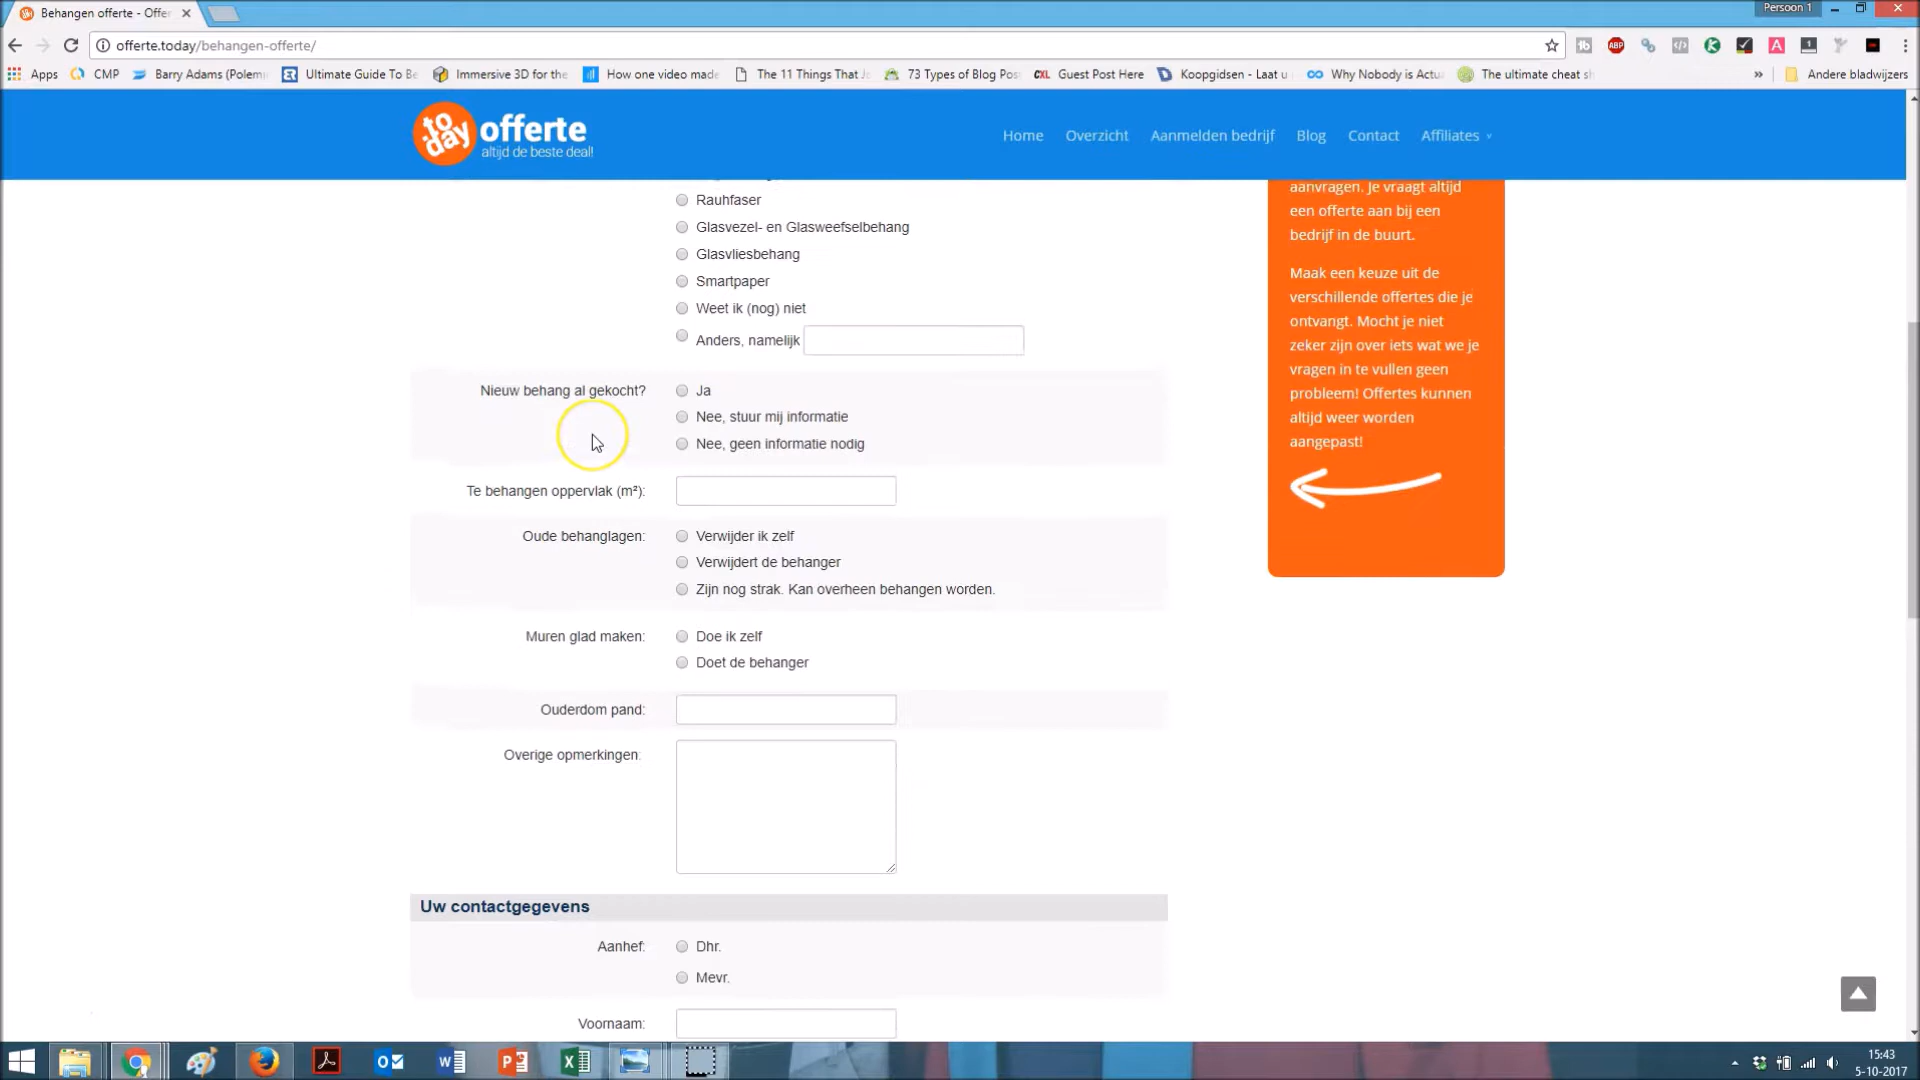 Behangen offerte - Offer
Persoon 1
offerte.today/behangen-offerte/
Apps
CMP
Barry Adams (Polem
Ultimate Guide To Be
Immersive 3D for the
How one video made
The 11 Things That
73 Types of Blog Pos
CXL Guest Post Here
Koopgidsen - Laat u
Why Nobody is Actu
The ultimate cheat s
» Andere bladwijzers
to day offerte
altijd de beste deal!
Home Overzicht Aanmelden bedrijf Blog Contact Affiliates
Rauhfaser
Glasvezel- en Glasweefselbehang
Glasvliesbehang
Smartpaper
Weet ik (nog) niet
Anders, namelijk
Nieuw behang al gekocht? Ja
Nee, stuur mij informatie
Nee, geen informatie nodig
Te behangen oppervlak (m²):
Oude behanglagen: Verwijder ik zelf
Verwijdert de behanger
Zijn nog strak. Kan overheen behangen worden.
Muren glad maken: Doe ik zelf
Doet de behanger
Ouderdom pand:
Overige opmerkingen:
Uw contactgegevens
Aanhef: Dhr.
Mevr.
Voornaam:
aanvragen. Je vraagt altijd
een offerte aan bij een
bedrijf in de buurt.
Maak een keuze uit de
verschillende offertes die je
ontvangt. Mocht je niet
zeker zijn over iets wat we je
vragen in te vullen geen
probleem! Offertes kunnen
altijd weer worden
aangepast!
15:43
5-10-2017